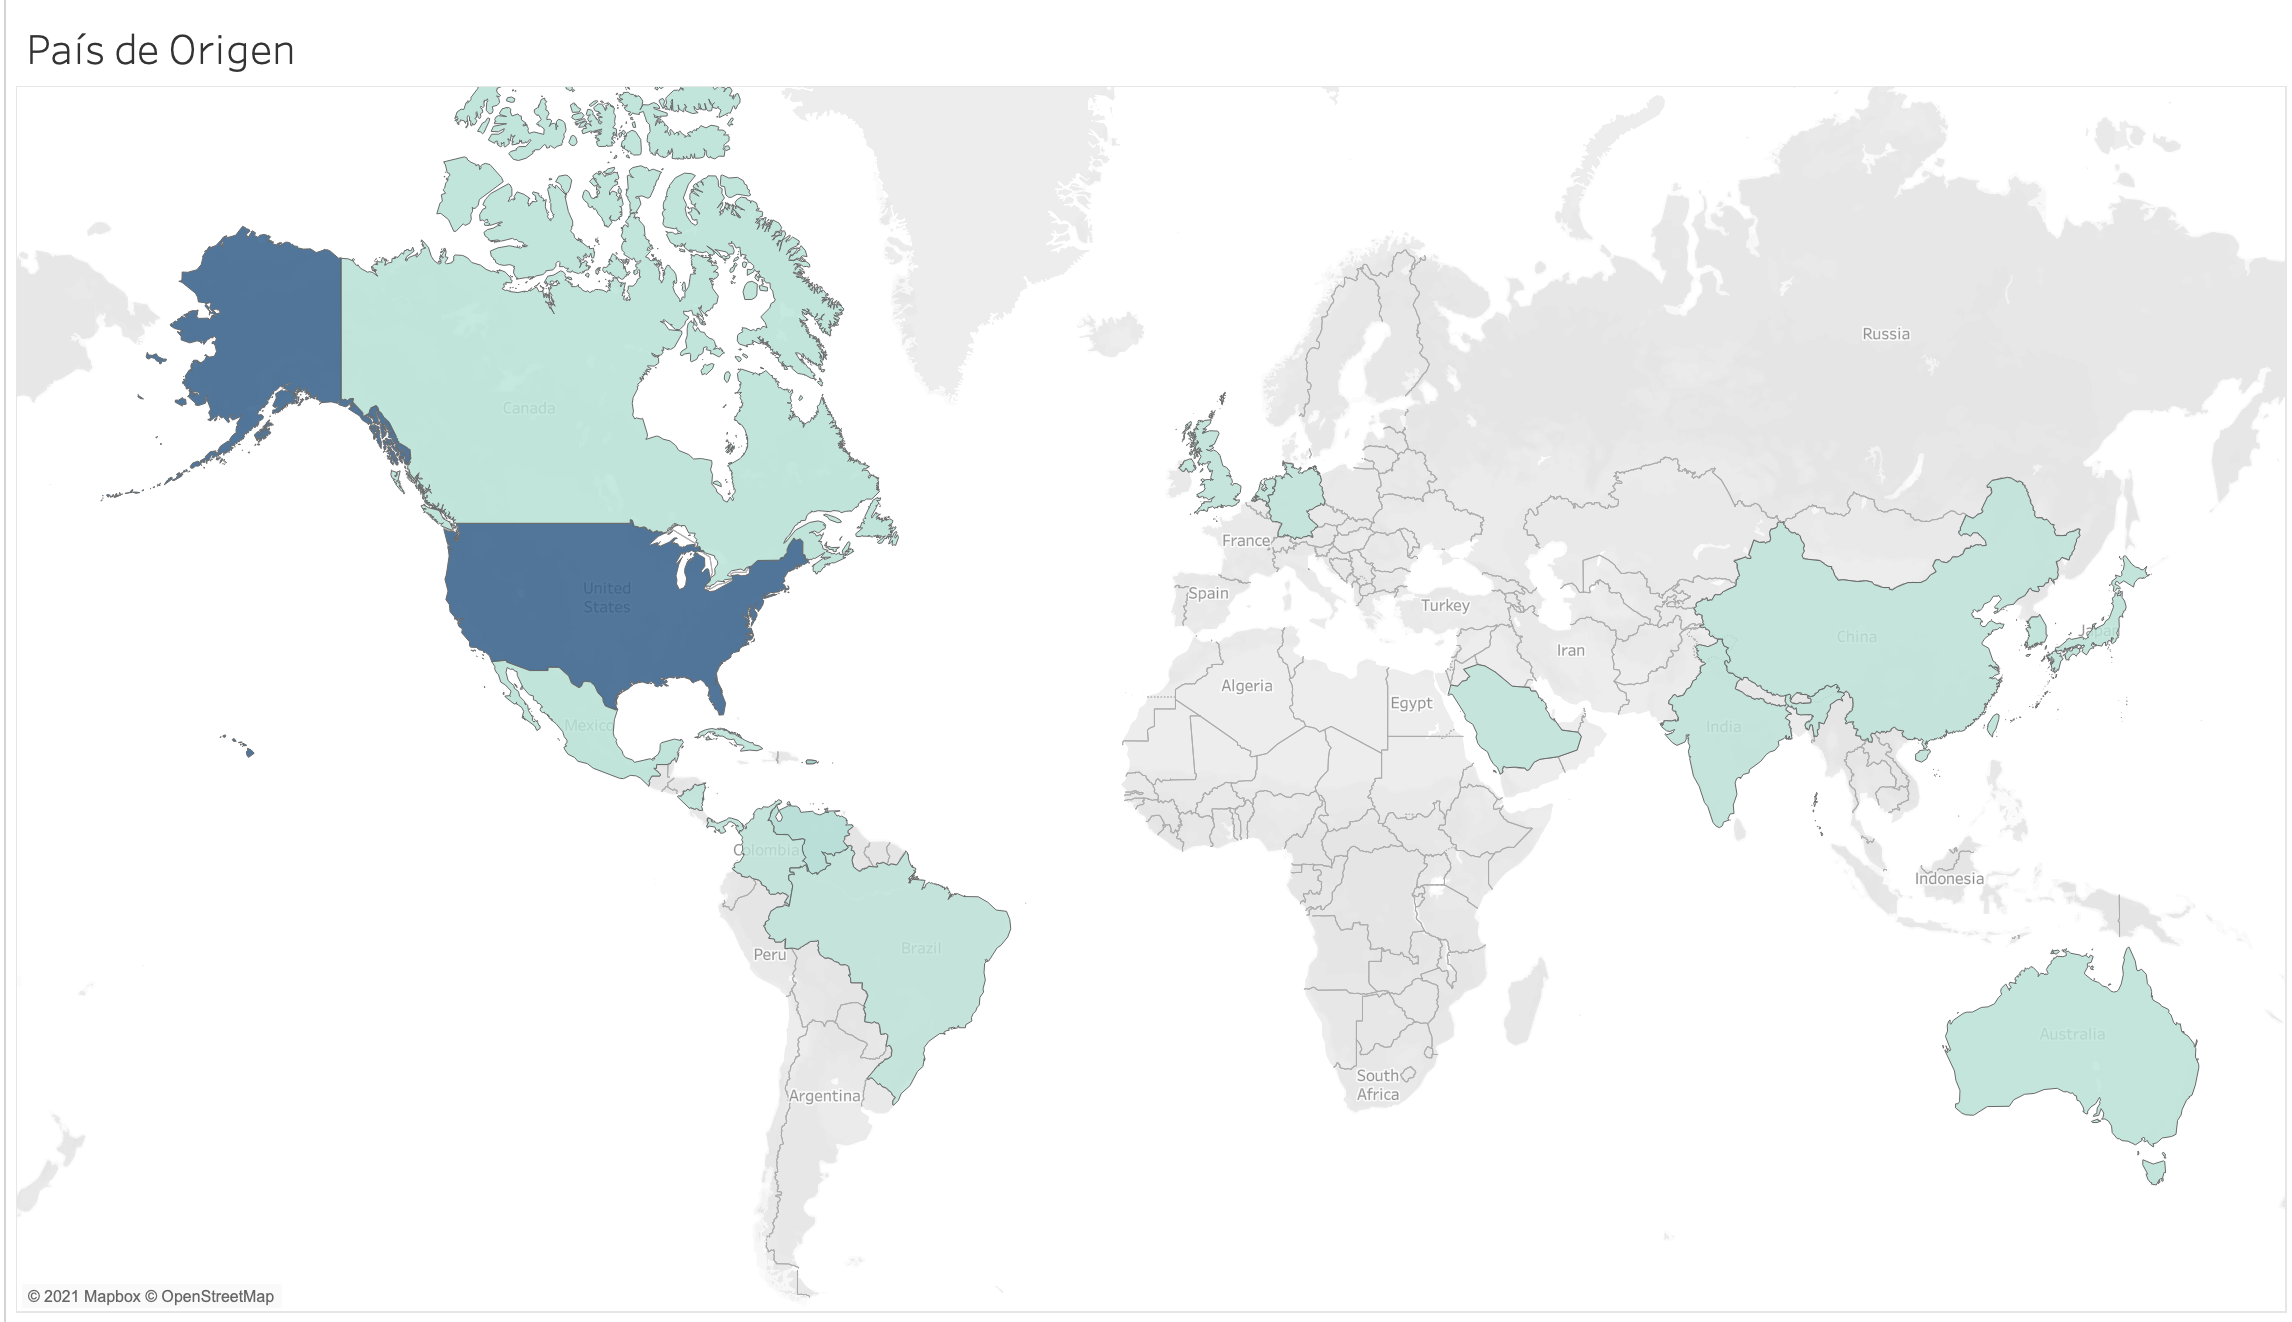 País de Origen
Russia
Canada
France
United
States
Spain
Turkey
China
Japan
Iran
Algeria
Egypt
Mexico
India
Colombia
Indonesia
Brazil
Peru
Australia
South
Africa
Argentina
© 2021 Mapbox © OpenStreetMap